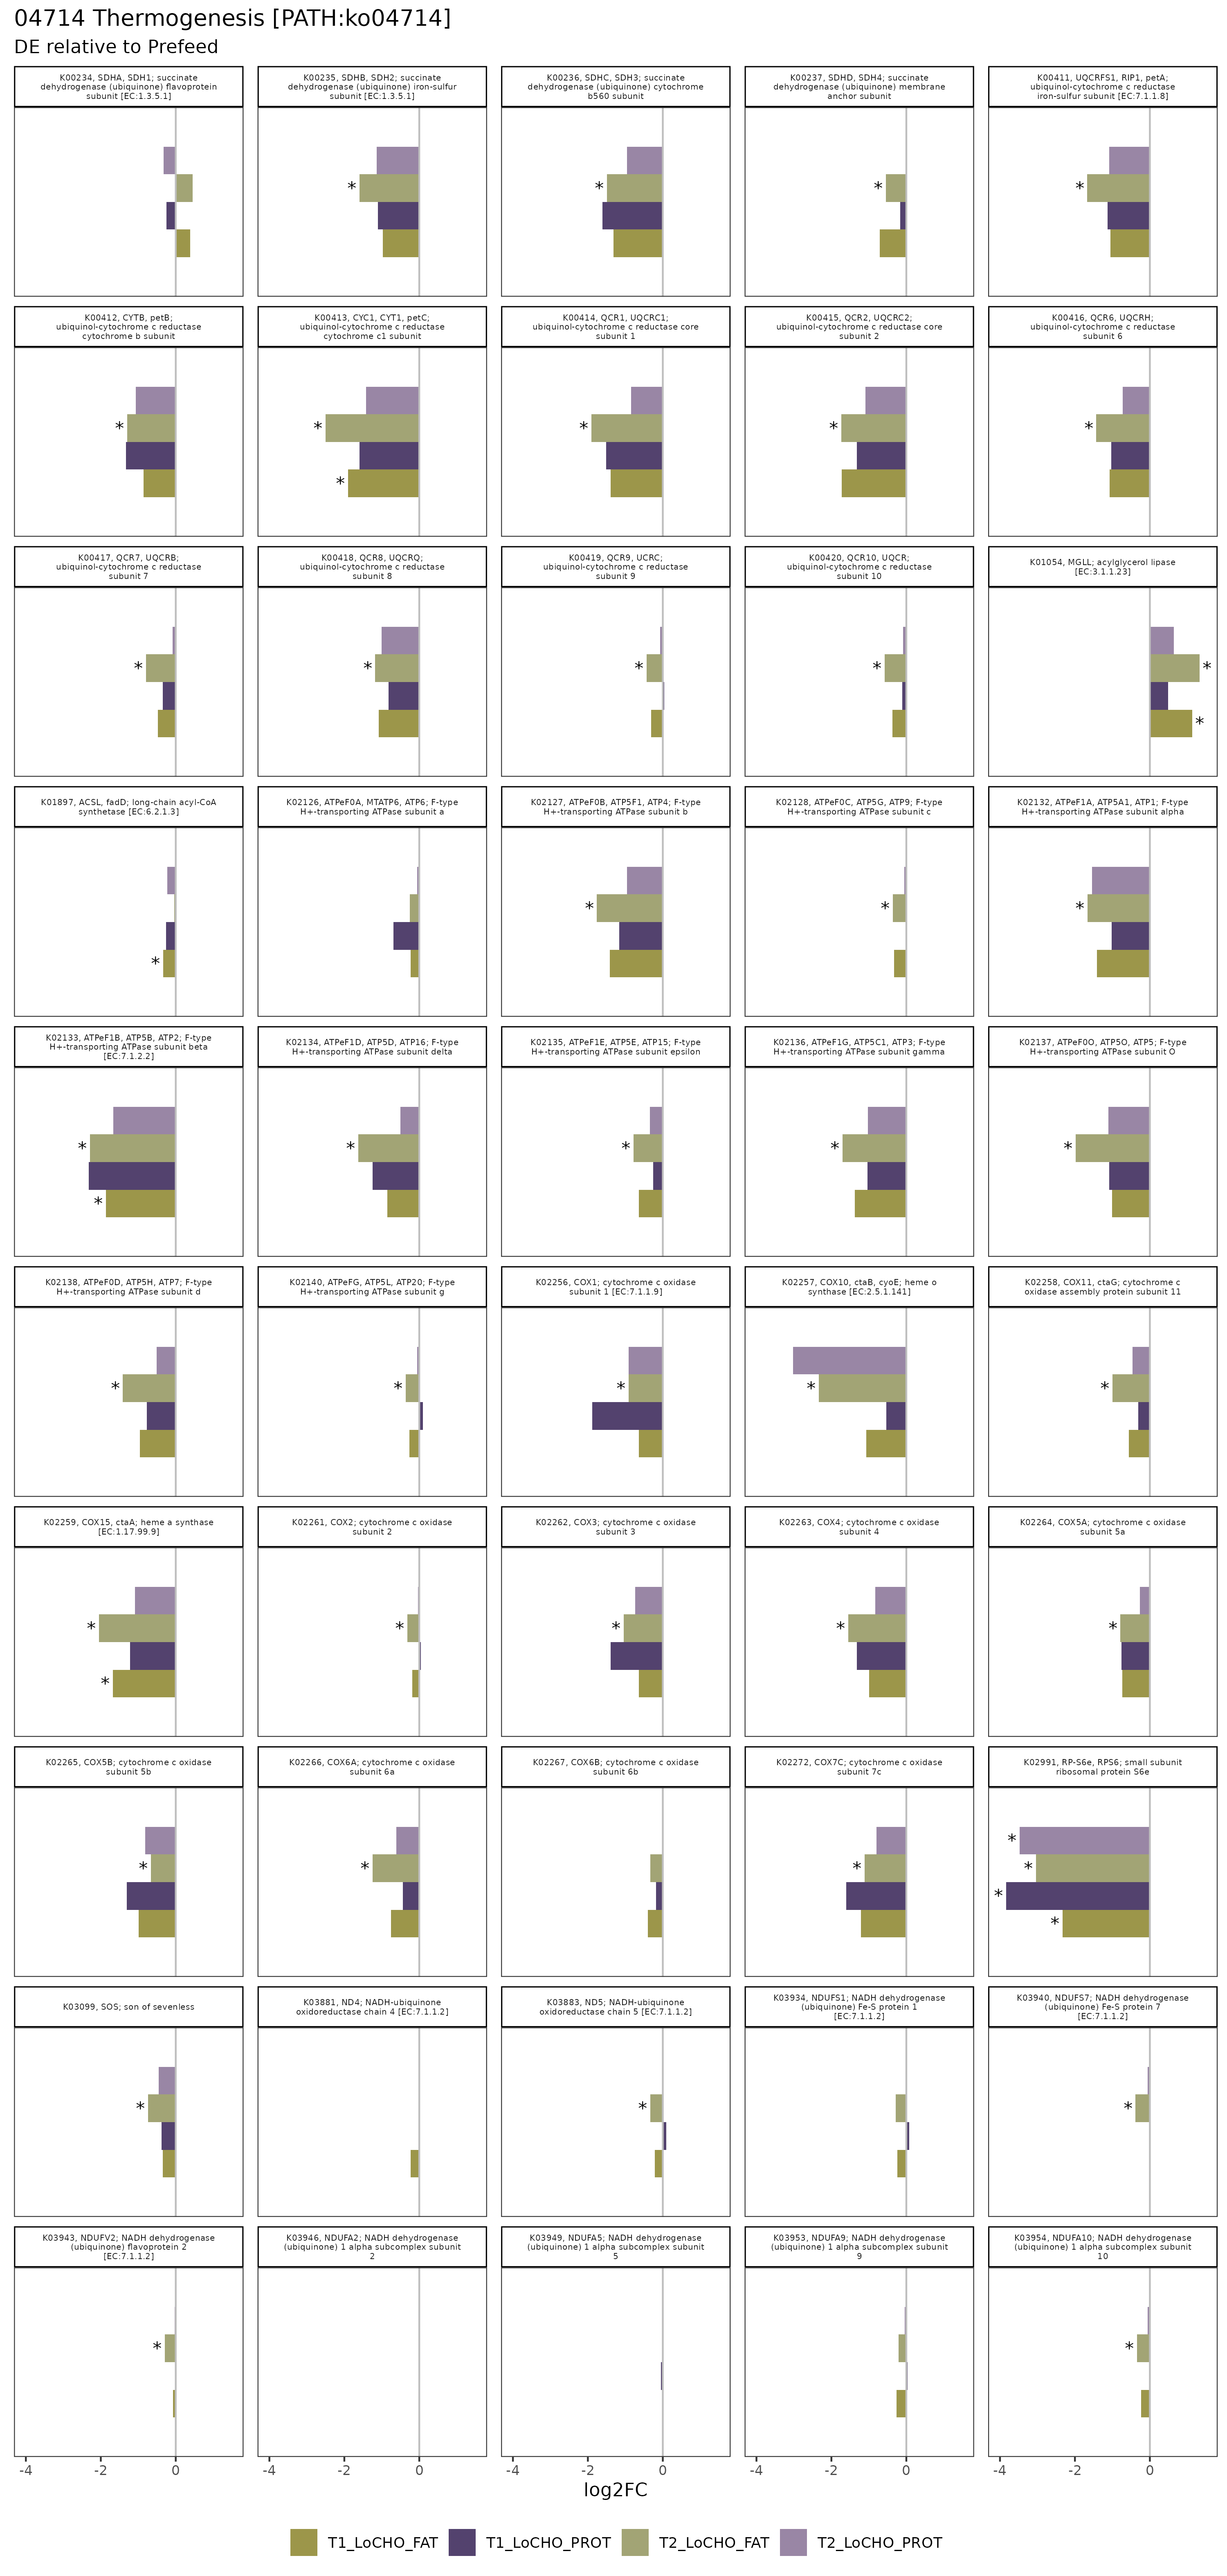 04714 Thermogenesis [PATH:ko04714]
DE relative to Prefeed
K00234, SDHA, SDH1; succinate
dehydrogenase (ubiquinone) flavoprotein
subunit [EC:1.3.5.1]
K00235, SDHB, SDH2; succinate
dehydrogenase (ubiquinone) iron-sulfur
subunit [EC:1.3.5.1]
K00236, SDHC, SDH3; succinate
dehydrogenase (ubiquinone) cytochrome
b560 subunit
K00237, SDHD, SDH4; succinate
dehydrogenase (ubiquinone) membrane
anchor subunit
K00411, UQCRFS1, RIP1, petA;
ubiquinol-cytochrome c reductase
iron-sulfur subunit [EC:7.1.1.8]
*
*
*
*
K00412, CYTB, petB;
ubiquinol-cytochrome c reductase
cytochrome b subunit
K00413, CYC1, CYT1, petC;
ubiquinol-cytochrome c reductase
cytochrome c1 subunit
K00414, QCR1, UQCRC1;
ubiquinol-cytochrome c reductase core
subunit 1
K00415, QCR2, UQCRC2;
ubiquinol-cytochrome c reductase core
subunit 2
K00416, QCR6, UQCRH;
ubiquinol-cytochrome c reductase
subunit 6
*
*
*
*
*
*
K00417, QCR7, UQCRB;
ubiquinol-cytochrome c reductase
subunit 7
K00418, QCR8, UQCRQ;
ubiquinol-cytochrome c reductase
subunit 8
K00419, QCR9, UCRC;
ubiquinol-cytochrome c reductase
subunit 9
K00420, QCR10, UQCR;
ubiquinol-cytochrome c reductase
subunit 10
K01054, MGLL; acylglycerol lipase
[EC:3.1.1.23]
*
*
*
*
*
*
K01897, ACSL, fadD; long-chain acyl-CoA
synthetase [EC:6.2.1.3]
K02126, ATPeF0A, MTATP6, ATP6; F-type
H+-transporting ATPase subunit a
K02127, ATPeF0B, ATP5F1, ATP4; F-type
H+-transporting ATPase subunit b
K02128, ATPeF0C, ATP5G, ATP9; F-type
H+-transporting ATPase subunit c
K02132, ATPeF1A, ATP5A1, ATP1; F-type
H+-transporting ATPase subunit alpha
*
*
*
*
K02133, ATPeF1B, ATP5B, ATP2; F-type
H+-transporting ATPase subunit beta
[EC:7.1.2.2]
K02134, ATPeF1D, ATP5D, ATP16; F-type
H+-transporting ATPase subunit delta
K02135, ATPeF1E, ATP5E, ATP15; F-type
H+-transporting ATPase subunit epsilon
K02136, ATPeF1G, ATP5C1, ATP3; F-type
H+-transporting ATPase subunit gamma
K02137, ATPeF0O, ATP5O, ATP5; F-type
H+-transporting ATPase subunit O
*
*
*
*
*
*
K02138, ATPeF0D, ATP5H, ATP7; F-type
H+-transporting ATPase subunit d
K02140, ATPeFG, ATP5L, ATP20; F-type
H+-transporting ATPase subunit g
K02256, COX1; cytochrome c oxidase
subunit 1 [EC:7.1.1.9]
K02257, COX10, ctaB, cyoE; heme o
synthase [EC:2.5.1.141]
K02258, COX11, ctaG; cytochrome c
oxidase assembly protein subunit 11
*
*
*
*
*
K02259, COX15, ctaA; heme a synthase
[EC:1.17.99.9]
K02261, COX2; cytochrome c oxidase
subunit 2
K02262, COX3; cytochrome c oxidase
subunit 3
K02263, COX4; cytochrome c oxidase
subunit 4
K02264, COX5A; cytochrome c oxidase
subunit 5a
*
*
*
*
*
*
K02265, COX5B; cytochrome c oxidase
subunit 5b
K02266, COX6A; cytochrome c oxidase
subunit 6a
K02267, COX6B; cytochrome c oxidase
subunit 6b
K02272, COX7C; cytochrome c oxidase
subunit 7c
K02991, RP-S6e, RPS6; small subunit
ribosomal protein S6e
*
*
*
*
*
*
*
K03099, SOS; son of sevenless
K03881, ND4; NADH-ubiquinone
oxidoreductase chain 4 [EC:7.1.1.2]
K03883, ND5; NADH-ubiquinone
oxidoreductase chain 5 [EC:7.1.1.2]
K03934, NDUFS1; NADH dehydrogenase
(ubiquinone) Fe-S protein 1
[EC:7.1.1.2]
K03940, NDUFS7; NADH dehydrogenase
(ubiquinone) Fe-S protein 7
[EC:7.1.1.2]
*
*
*
K03943, NDUFV2; NADH dehydrogenase
(ubiquinone) flavoprotein 2
[EC:7.1.1.2]
K03946, NDUFA2; NADH dehydrogenase
(ubiquinone) 1 alpha subcomplex subunit
2
K03949, NDUFA5; NADH dehydrogenase
(ubiquinone) 1 alpha subcomplex subunit
5
K03953, NDUFA9; NADH dehydrogenase
(ubiquinone) 1 alpha subcomplex subunit
9
K03954, NDUFA10; NADH dehydrogenase
(ubiquinone) 1 alpha subcomplex subunit
10
*
*
-4 -2 0 -4 -2 0 -4 -2 0 -4 -2 0 -4 -2 0
log2FC
T1_LoCHO_FAT T1_LoCHO_PROT T2_LoCHO_FAT T2_LoCHO_PROT